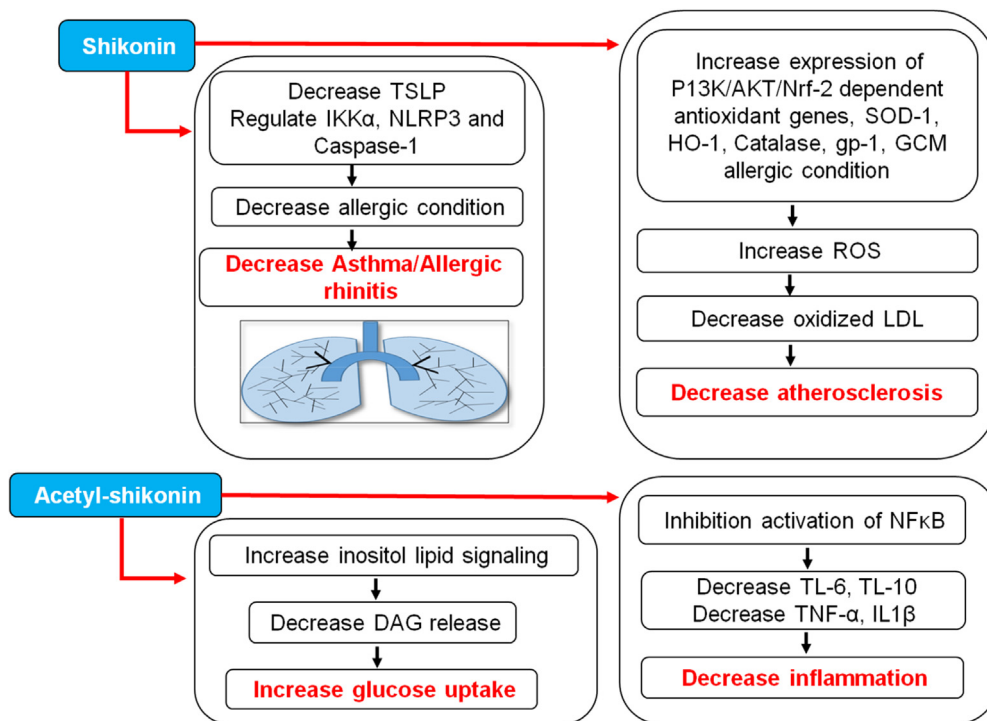 Shikonin
Decrease TSLP
Regulate IKKα, NLRP3 and
Caspase-1
Decrease allergic condition
Decrease Asthma/Allergic
rhinitis
Increase expression of
P13K/AKT/Nrf-2 dependent
antioxidant genes, SOD-1,
HO-1, Catalase, gp-1, GCM
allergic condition
Increase ROS
Decrease oxidized LDL
Decrease atherosclerosis
Acetyl-shikonin
Increase inositol lipid signaling
Decrease DAG release
Increase glucose uptake
Inhibition activation of NFκB
Decrease TL-6, TL-10
Decrease TNF-α, IL1β
Decrease inflammation